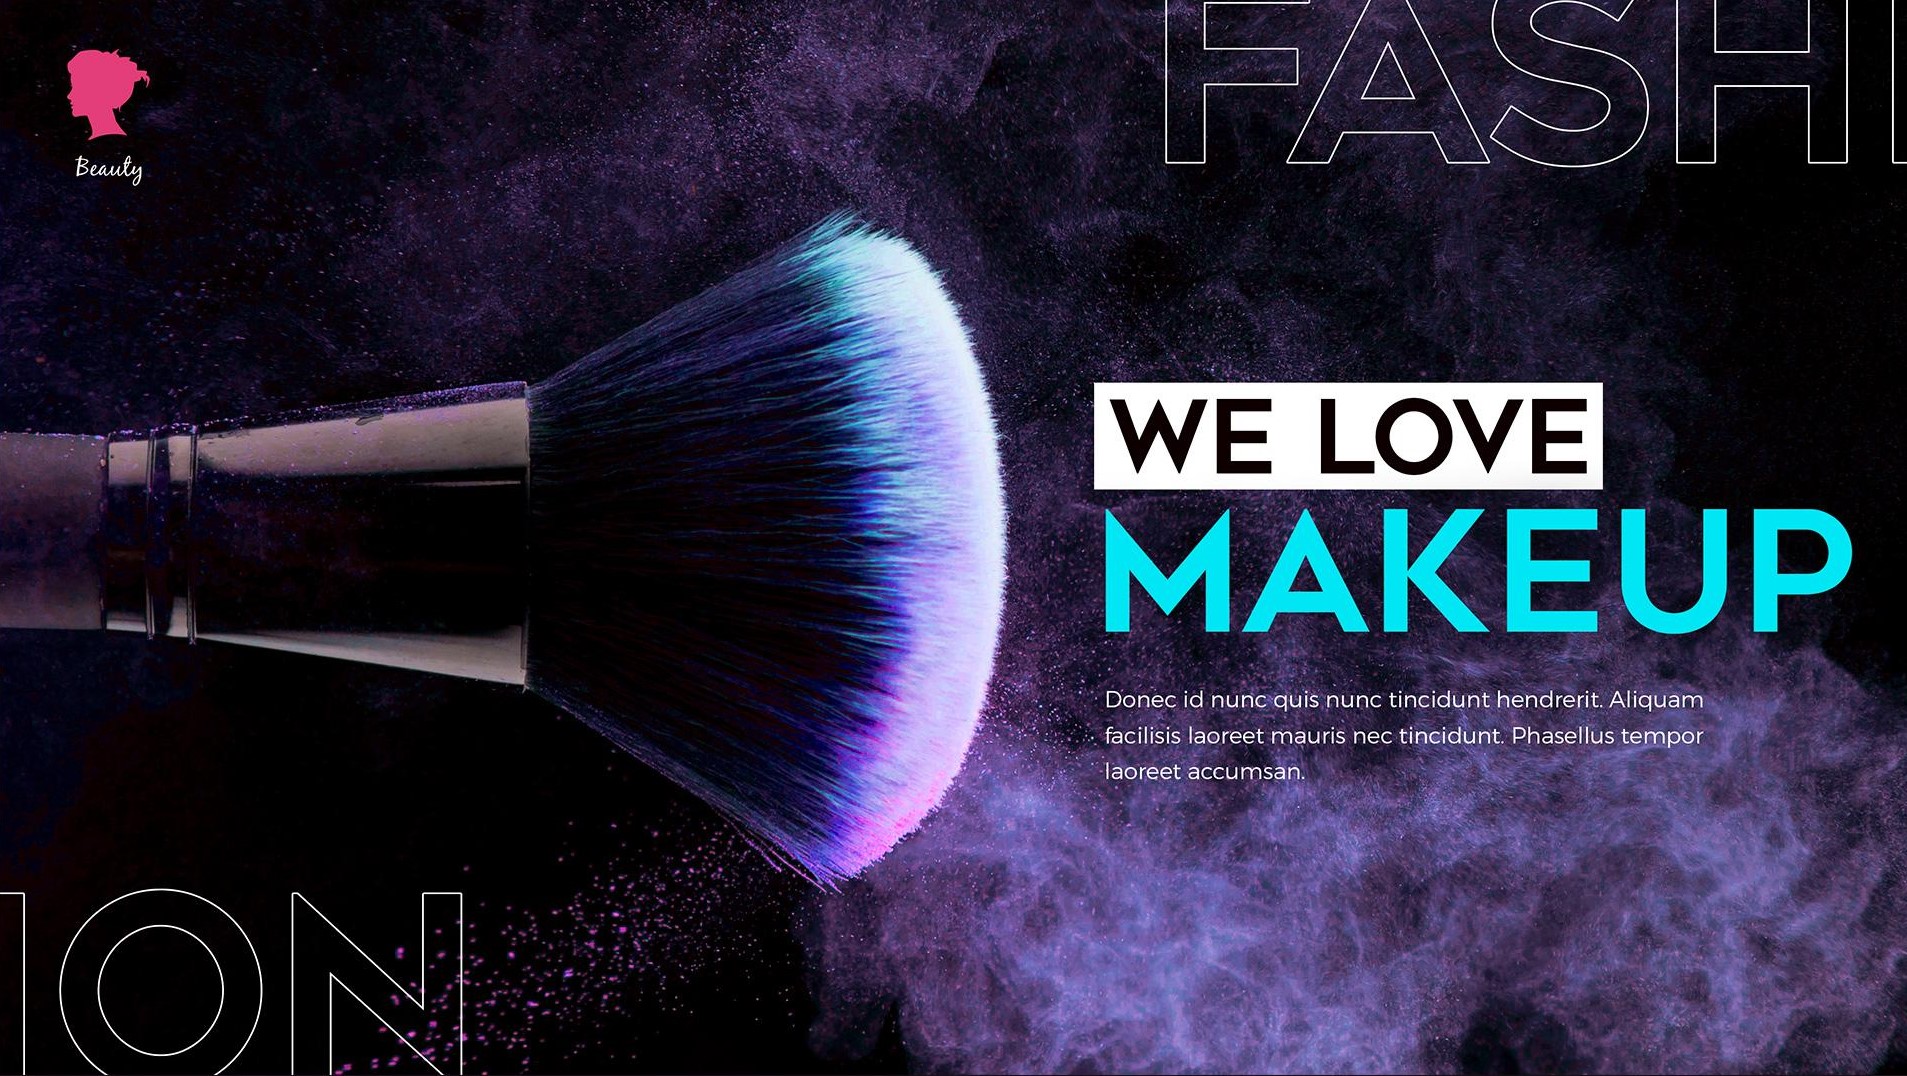 FASHI
Beauty
WE LOVE
MAKEUP
Donec id nunc quis nunc tincidunt hendrerit. Aliquam
facilisis laoreet mauris nec tincidunt. Phasellus tempor
laoreet accumsan.
ION